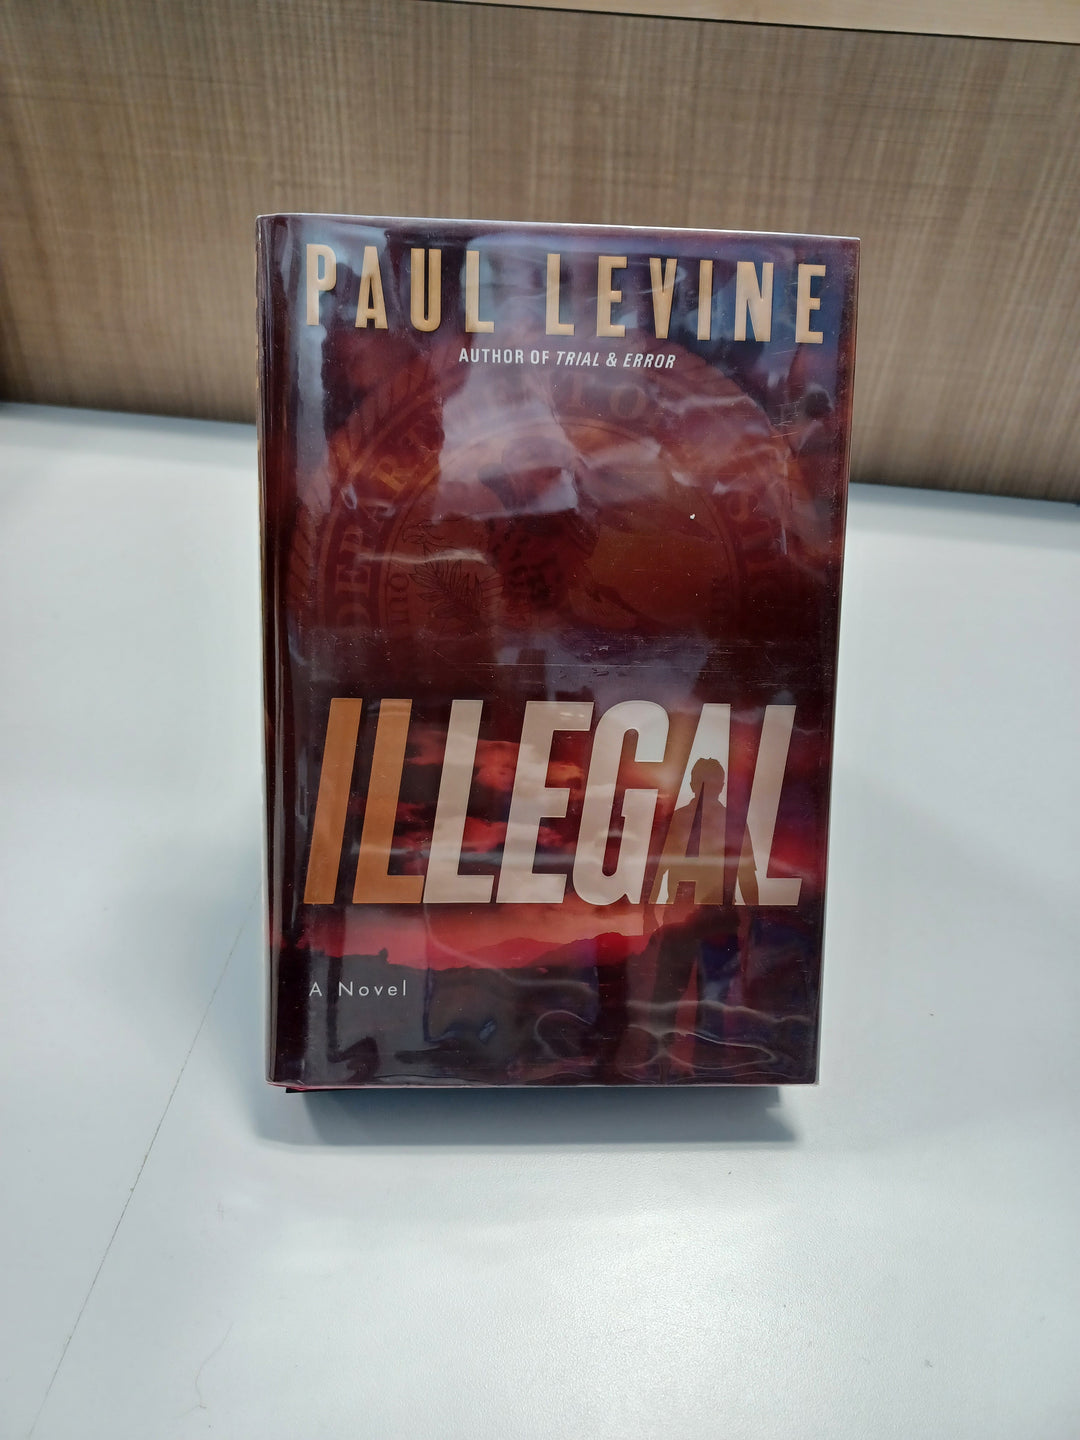 PAUL LEVINE
AUTHOR OF TRIAL & ERROR
ILLEGAL
A Novel